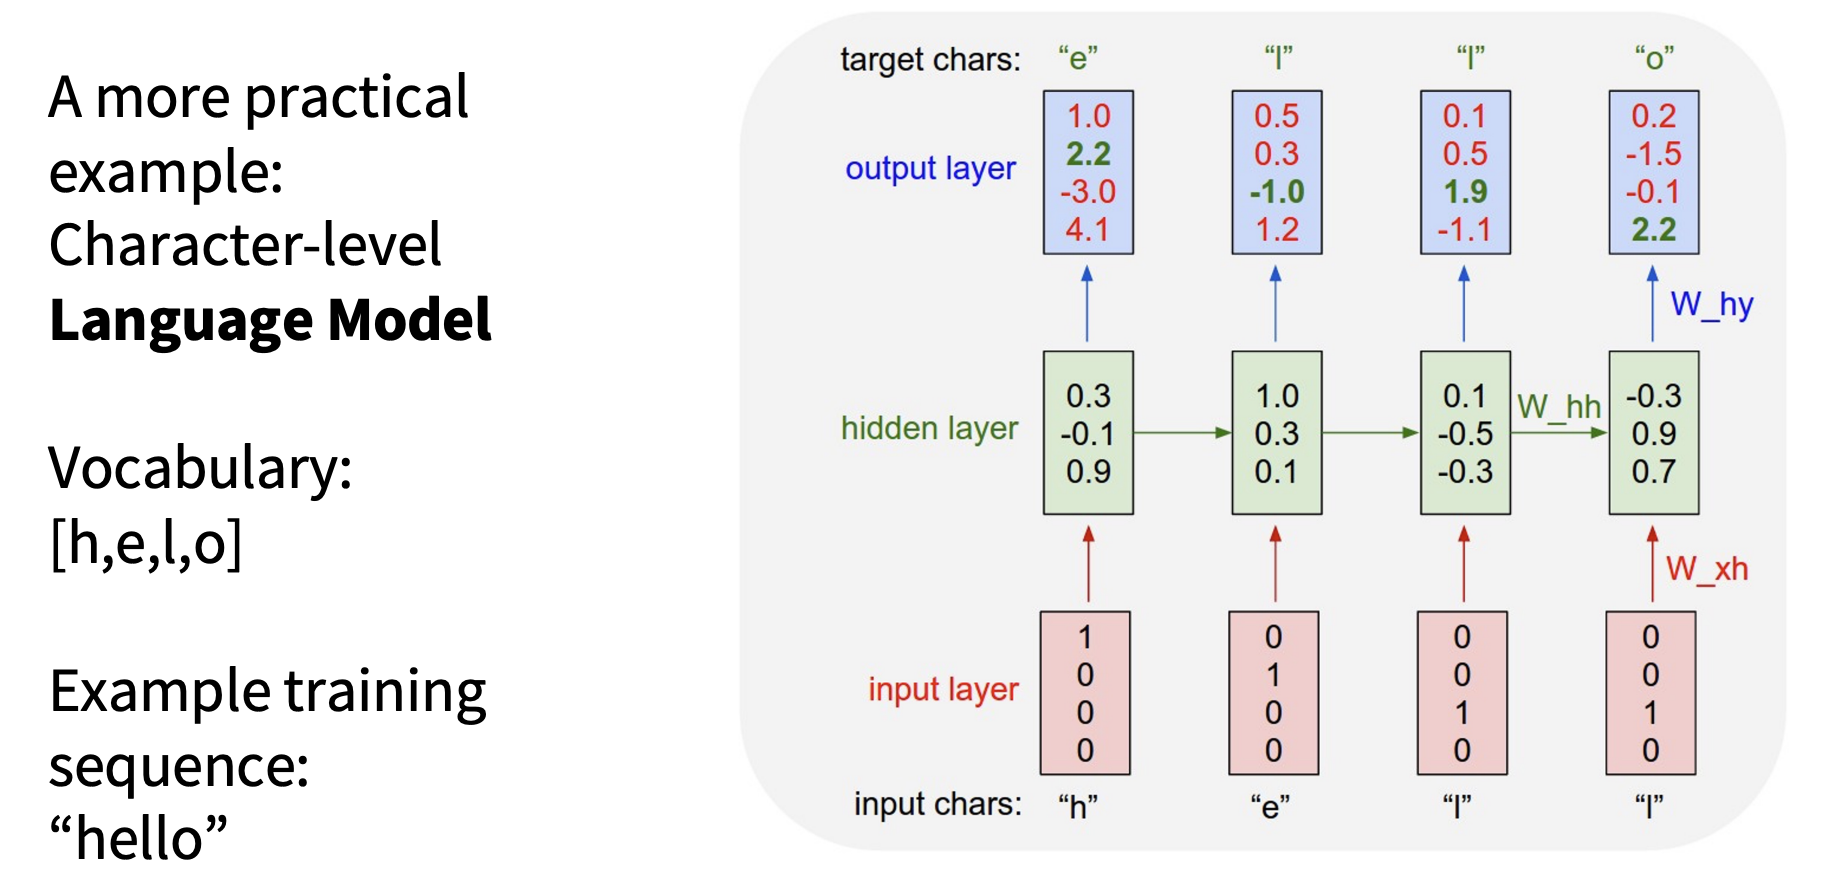 A more practical
example:
Character-level
Language Model
Vocabulary:
[h,e,l,o]
Example training
sequence:
“hello”
target chars: “e” “l” “l” “o”
output layer
1.0 0.5 0.1 0.2
2.2 0.3 0.5 -1.5
-3.0 -1.0 1.9 -0.1
4.1 1.2 -1.1 2.2
W_hy
hidden layer
0.3 1.0 0.1 -0.3
-0.1 0.3 -0.5 0.9
0.9 0.1 -0.3 0.7
W_hh
W_xh
input layer
1 0 0 0
0 1 0 0
0 0 1 1
0 0 0 0
input chars: “h” “e” “l” “l”